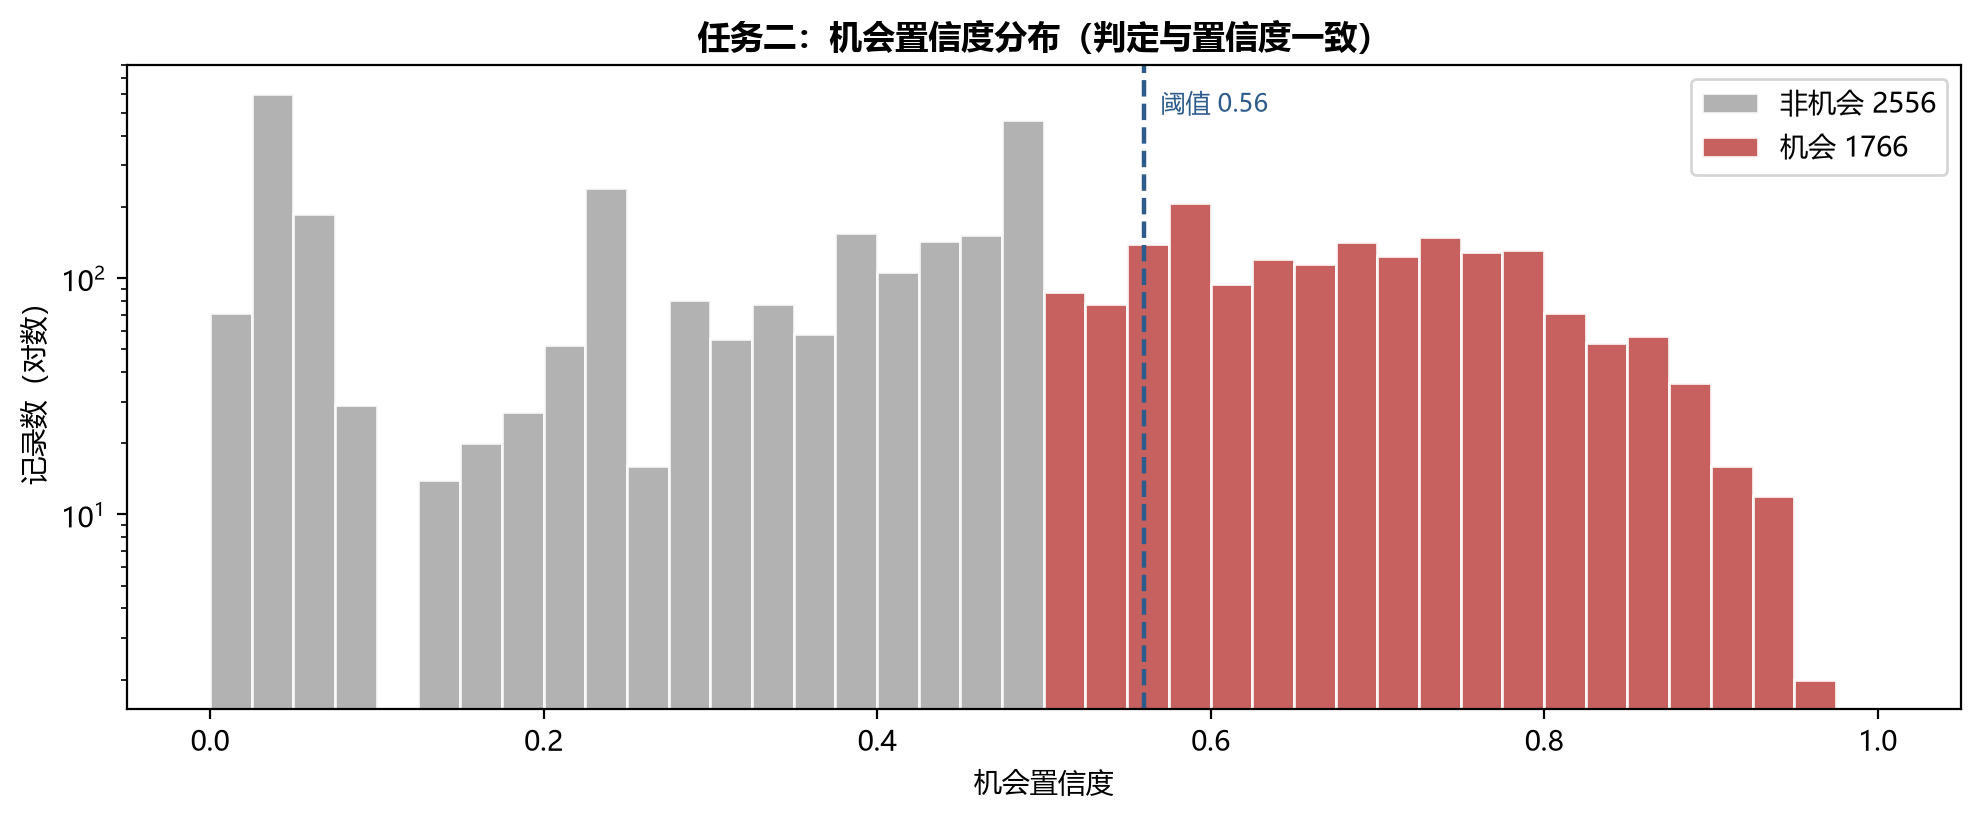 任务二：机会置信度分布（判定与置信度一致）
阈值 0.56
非机会 2556
机会 1766
记录数（对数）
10²
10¹
0.0 0.2 0.4 0.6 0.8 1.0
机会置信度